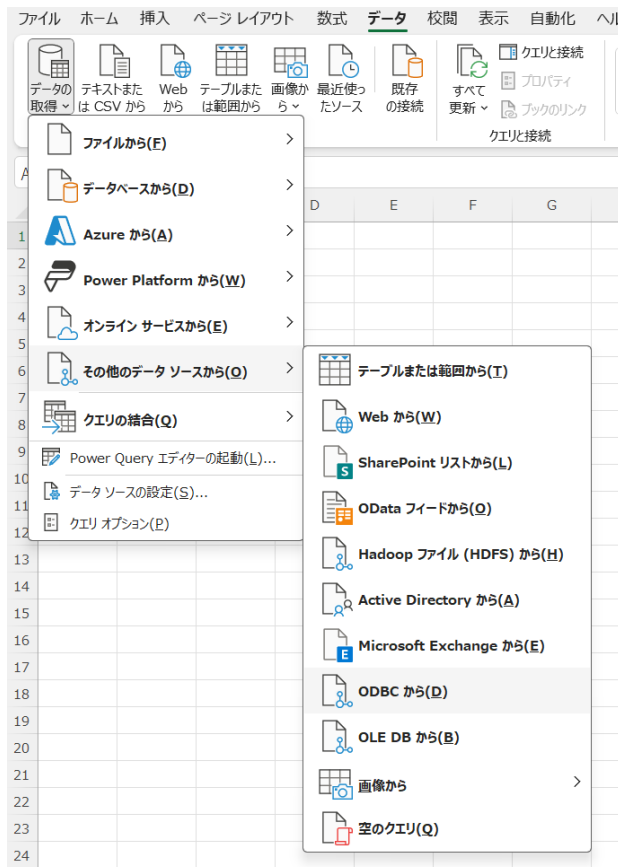 ファイル ホーム 挿入 ページ レイアウト 数式 データ 校閲 表示 自動化
データの取得
テキストまたは CSV から
Web から
テーブルまたは範囲から
画像から
最近使ったソース
既存の接続
すべて更新
クエリと接続
プロパティ
ブックのリンク
クエリと接続
ファイルから(F)
データベースから(D)
Azure から(A)
Power Platform から(W)
オンライン サービスから(E)
その他のデータ ソースから(O)
クエリの結合(Q)
Power Query エディターの起動(L)...
データ ソースの設定(S)...
クエリ オプション(P)
テーブルまたは範囲から(T)
Web から(W)
SharePoint リストから(L)
OData フィードから(O)
Hadoop ファイル (HDFS) から(H)
Active Directory から(A)
Microsoft Exchange から(E)
ODBC から(D)
OLE DB から(B)
画像から
空のクエリ(Q)
D E F G
1
2
3
4
5
6
7
8
9
10
11
12
13
14
15
16
17
18
19
20
21
22
23
24